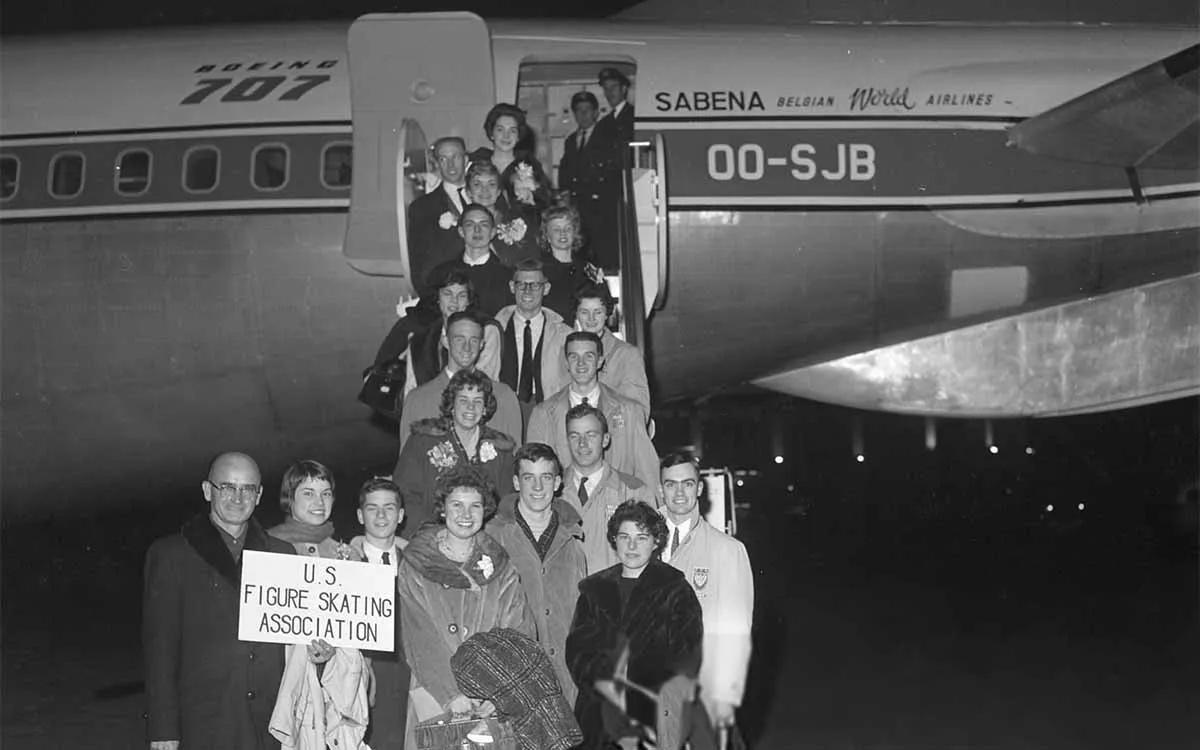 BOEING
707
SABENA BELGIAN World AIRLINES
OO-SJB
U.S.
FIGURE SKATING
ASSOCIATION